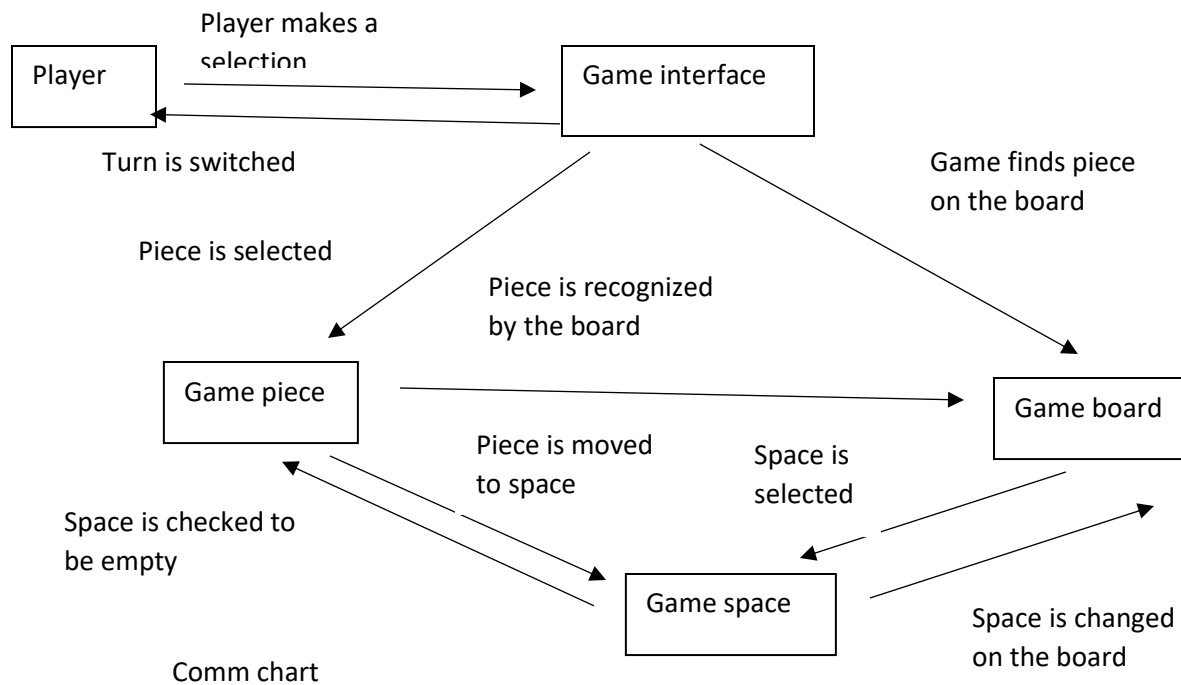 Player makes a
selection
Player
Game interface
Turn is switched
Game finds piece
on the board
Piece is selected
Piece is recognized
by the board
Game piece
Game board
Piece is moved
to space
Space is
selected
Space is checked to
be empty
Game space
Space is changed
on the board
Comm chart